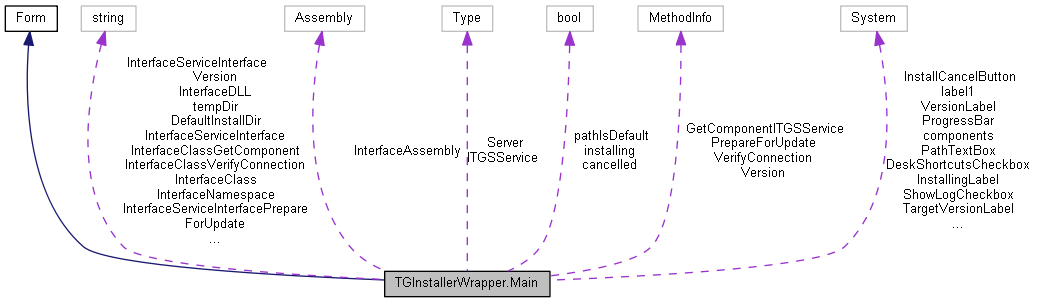 Form
string
Assembly
Type
bool
MethodInfo
System
InterfaceServiceInterface
Version
InterfaceDLL
tempDir
DefaultInstallDir
InterfaceServiceInterface
InterfaceClassGetComponent
InterfaceClassVerifyConnection
InterfaceClass
InterfaceNamespace
InterfaceServiceInterfacePrepare
ForUpdate
...
InterfaceAssembly
Server
ITGSService
pathIsDefault
installing
cancelled
GetComponentITGSService
PrepareForUpdate
VerifyConnection
Version
InstallCancelButton
label1
VersionLabel
ProgressBar
components
PathTextBox
DeskShortcutsCheckbox
InstallingLabel
ShowLogCheckbox
TargetVersionLabel
...
TGInstallerWrapper.Main